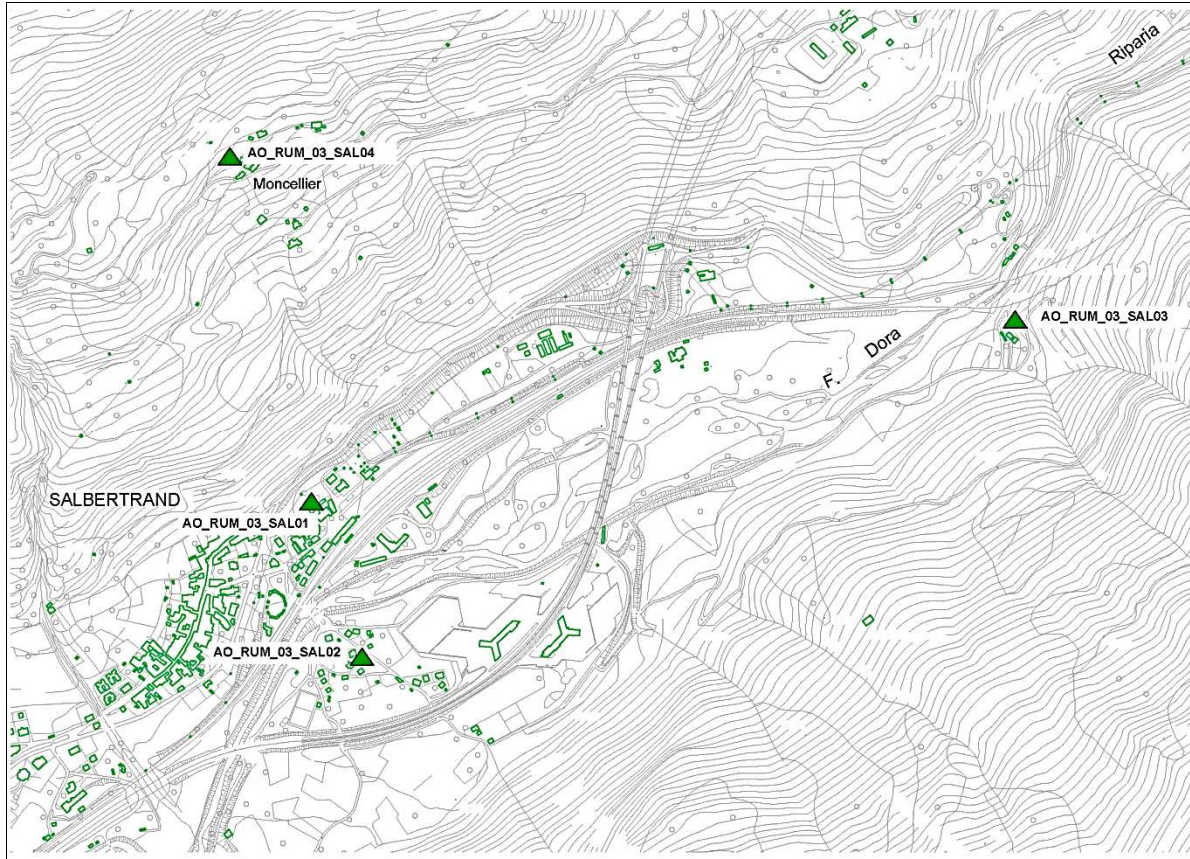 Riparia
AO_RUM_03_SAL04
Moncellier
AO_RUM_03_SAL03
F. Dora
SALBERTRAND
AO_RUM_03_SAL01
AO_RUM_03_SAL02